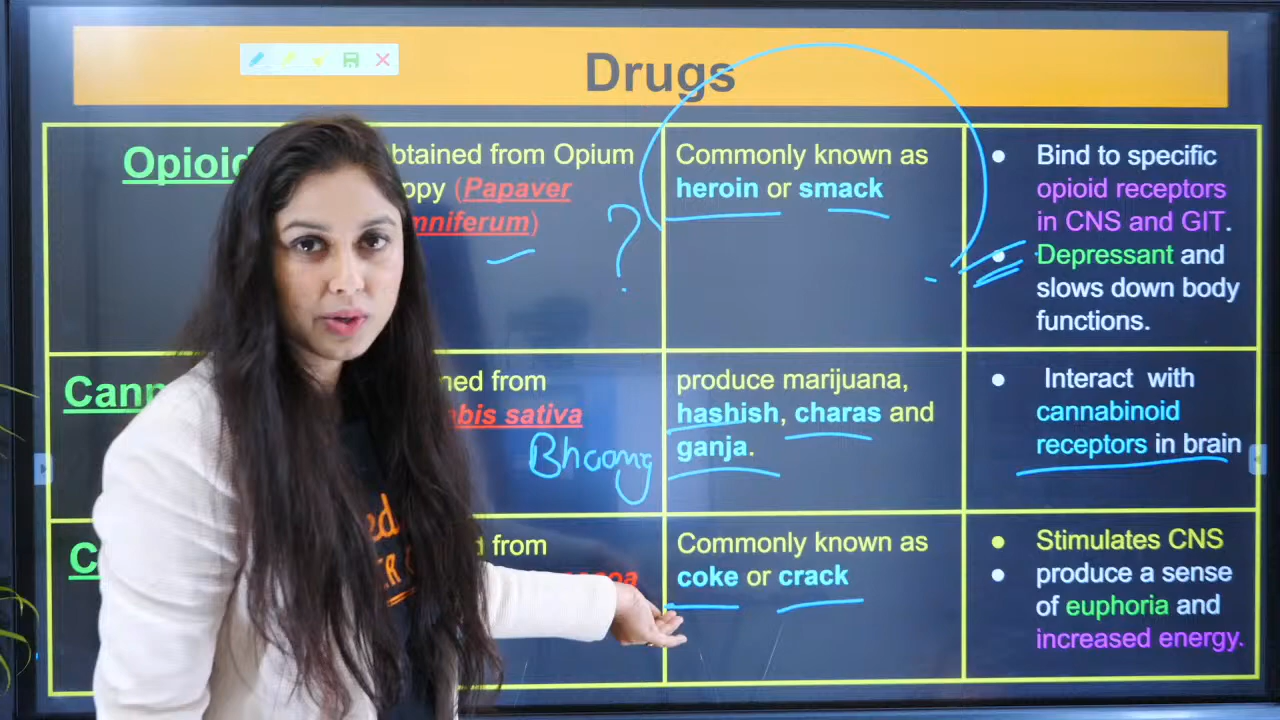 Drugs
Opioid
btained from Opium
ppy (Papaver
mniferum)
?
Commonly known as
heroin or smack
• Bind to specific
opioid receptors
in CNS and GIT.
• Depressant and
slows down body
functions.
Cann
ned from
bis sativa
Bhaang
produce marijuana,
hashish, charas and
ganja.
• Interact with
cannabinoid
receptors in brain
C
d from
Commonly known as
coke or crack
• Stimulates CNS
• produce a sense
of euphoria and
increased energy.
ed